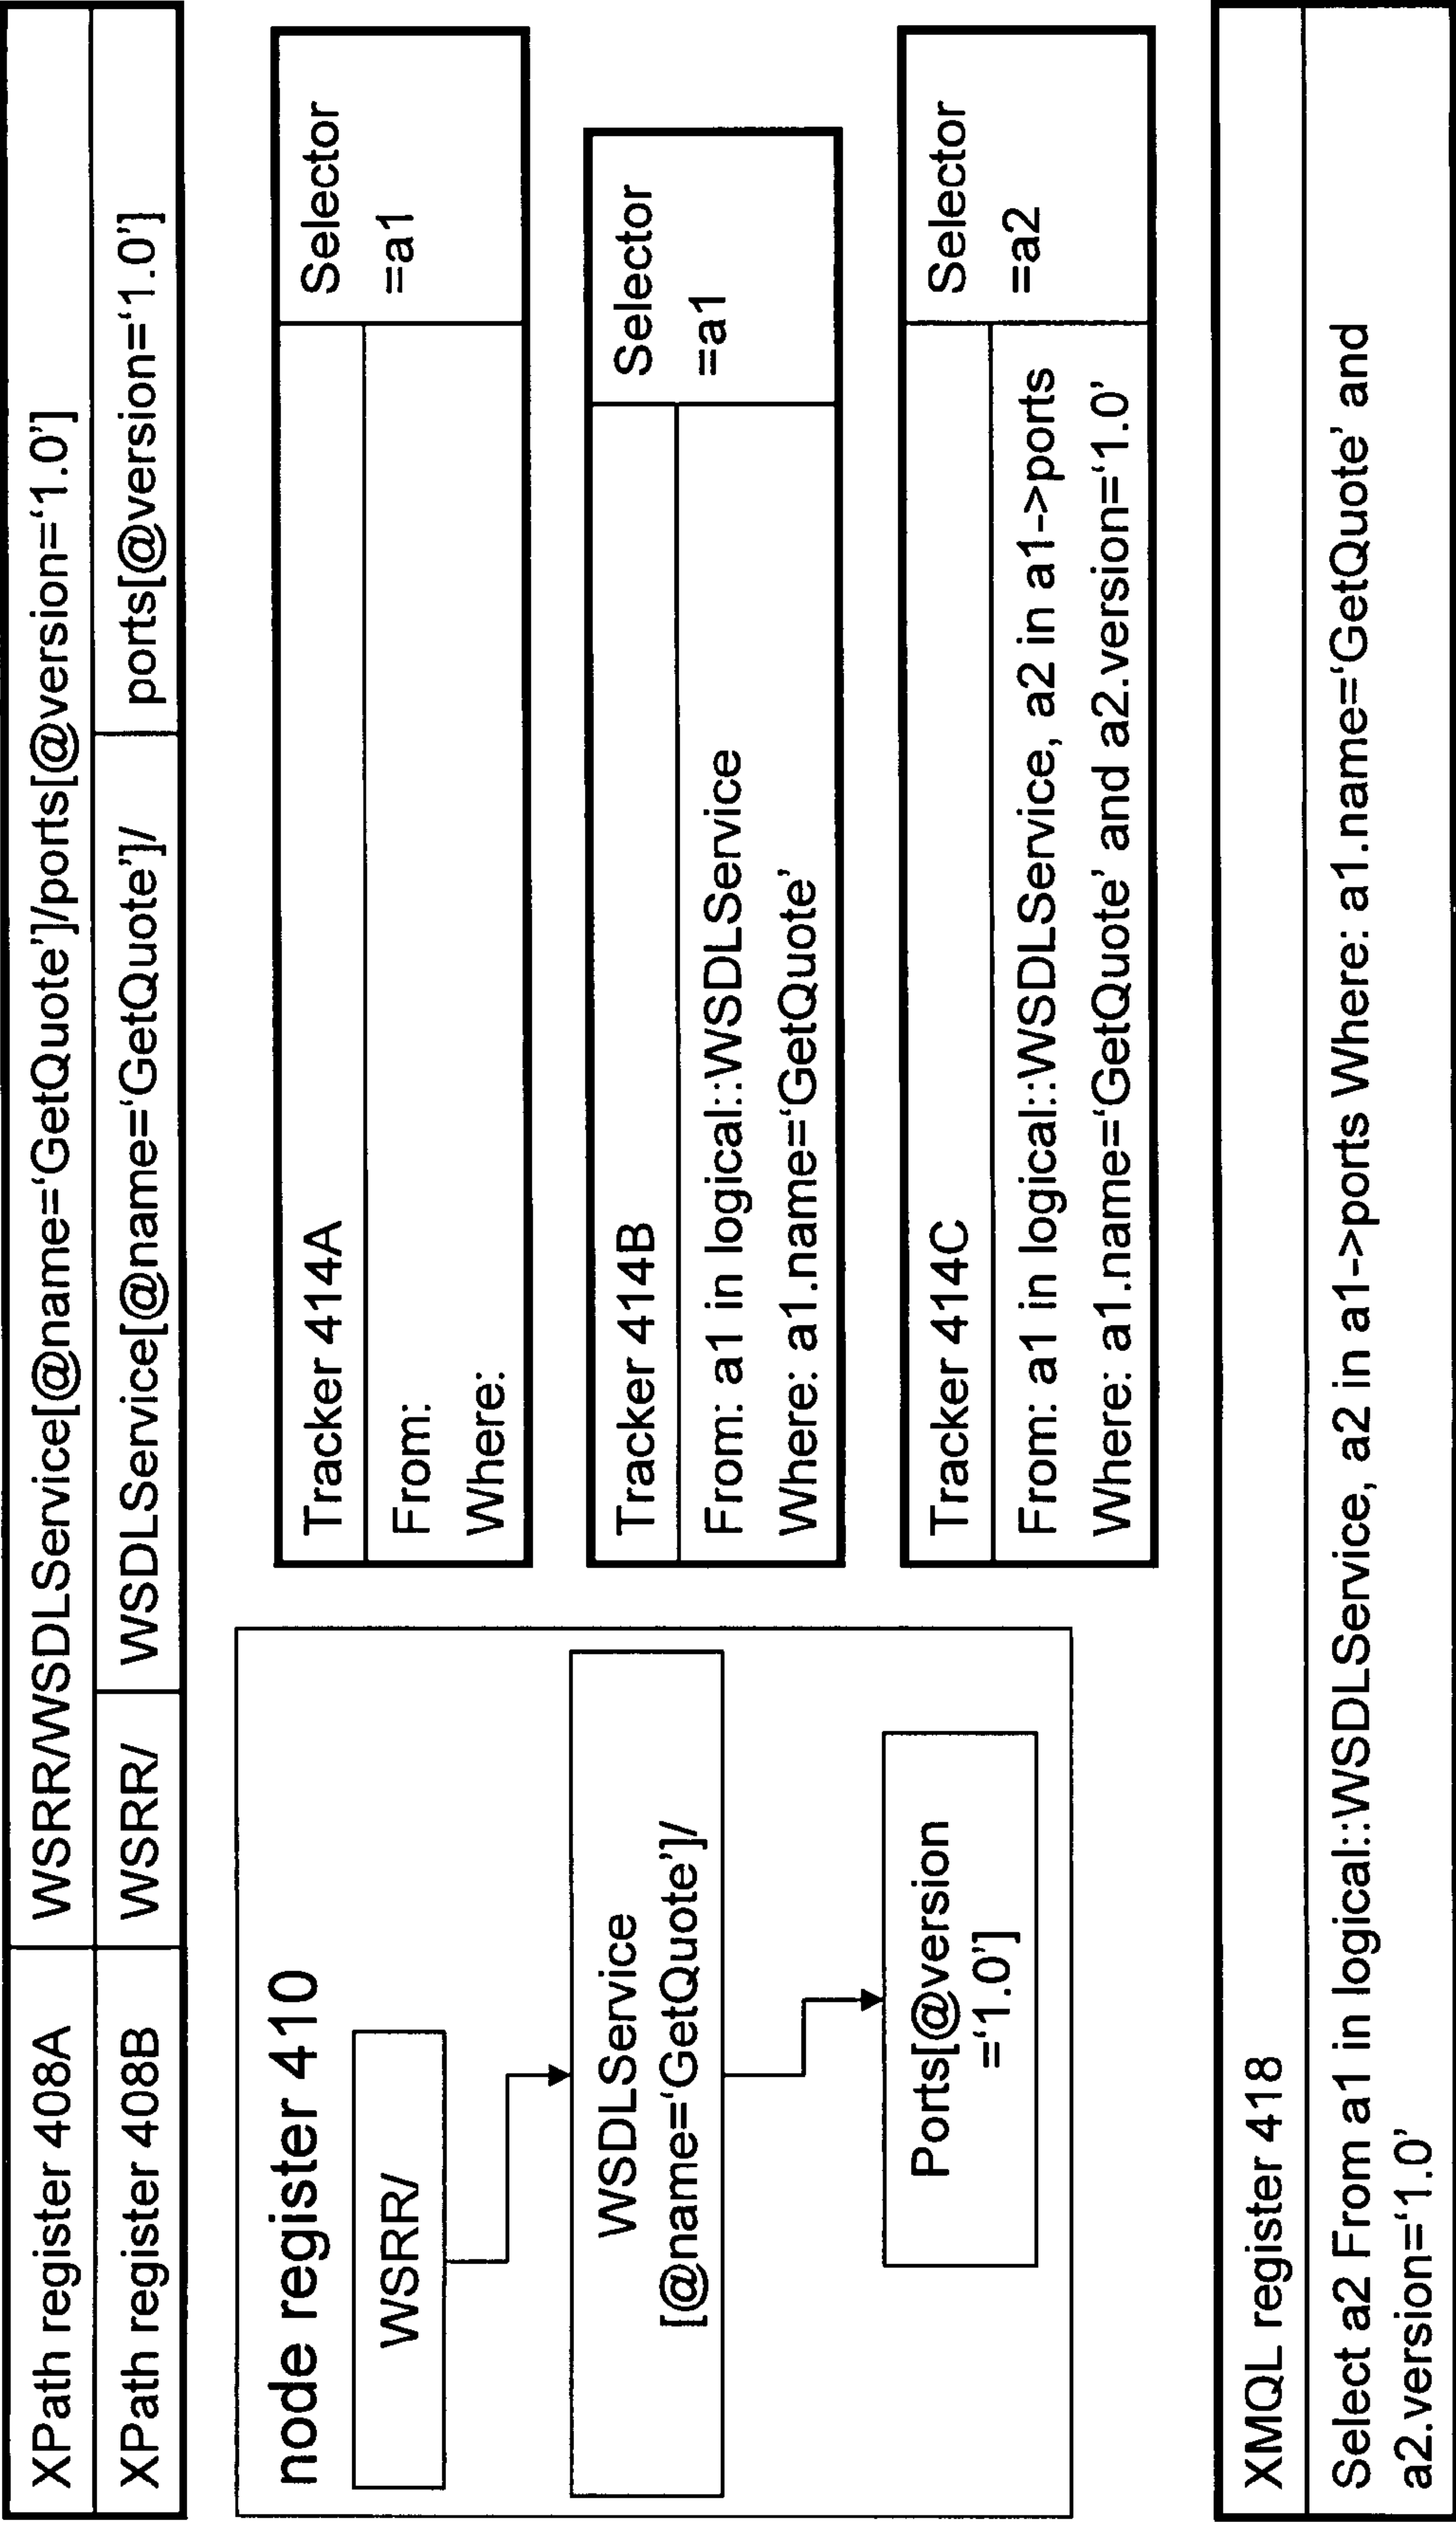 XPath register 408A
WSRR/WSDLService[@name=‘GetQuote’]/ports[@version=‘1.0’]
XPath register 408B
WSRR/
WSDLService[@name=‘GetQuote’]/
ports[@version=‘1.0’]
node register 410
WSRR/
WSDLService
[@name=‘GetQuote’]/
Ports[@version
=‘1.0’]
Tracker 414A
From:
Where:
Selector
=a1
Tracker 414B
From: a1 in logical::WSDLService
Where: a1.name=‘GetQuote’
Selector
=a1
Tracker 414C
From: a1 in logical::WSDLService, a2 in a1->ports
Where: a1.name=‘GetQuote’ and a2.version=‘1.0’
Selector
=a2
XMQL register 418
Select a2 From a1 in logical::WSDLService, a2 in a1->ports Where: a1.name=‘GetQuote’ and
a2.version=‘1.0’